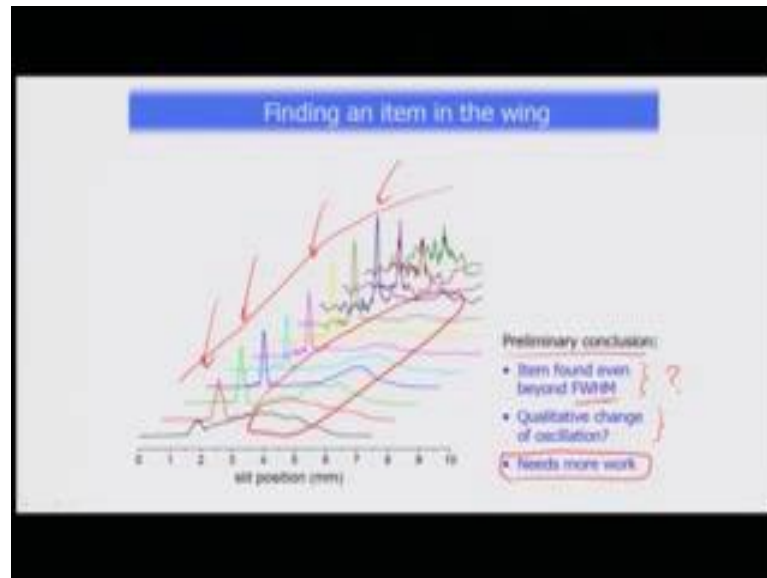 Finding an item in the wing
Preliminary conclusion:
• Item found even
beyond FWHM
?
• Qualitative change
of oscillation?
• Needs more work
0 1 2 3 4 5 6 7 8 9 10
slit position (mm)